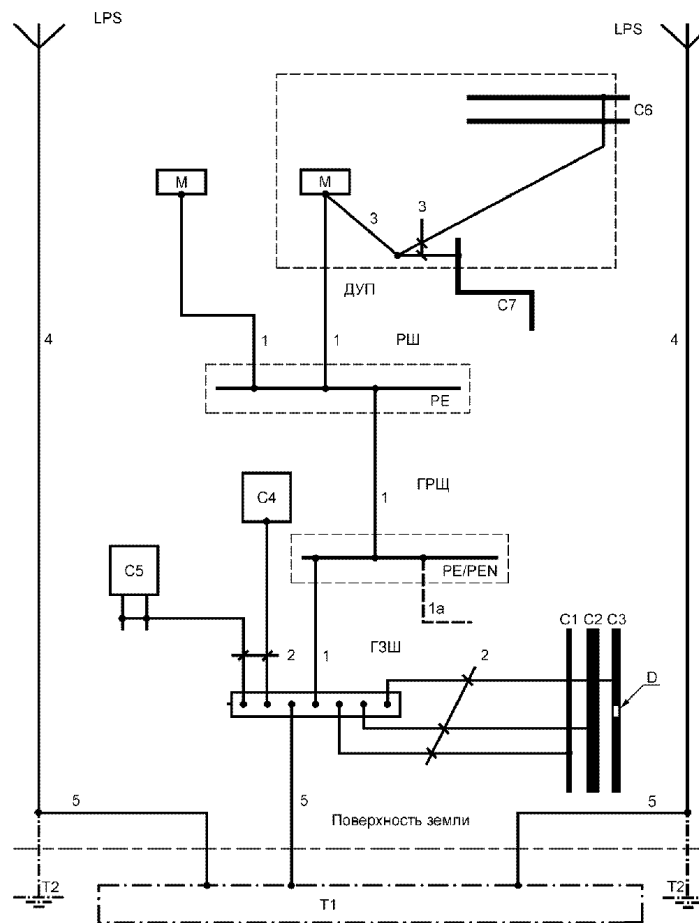 LPS
LPS
C6
M
M
3
3
ДУП
C7
4
1
1
РШ
4
PE
C4
1
ГРЩ
C5
PE/PEN
1a
C1 C2 C3
2
1
ГЗШ
2
D
5
5
Поверхность земли
5
T2
T1
T2